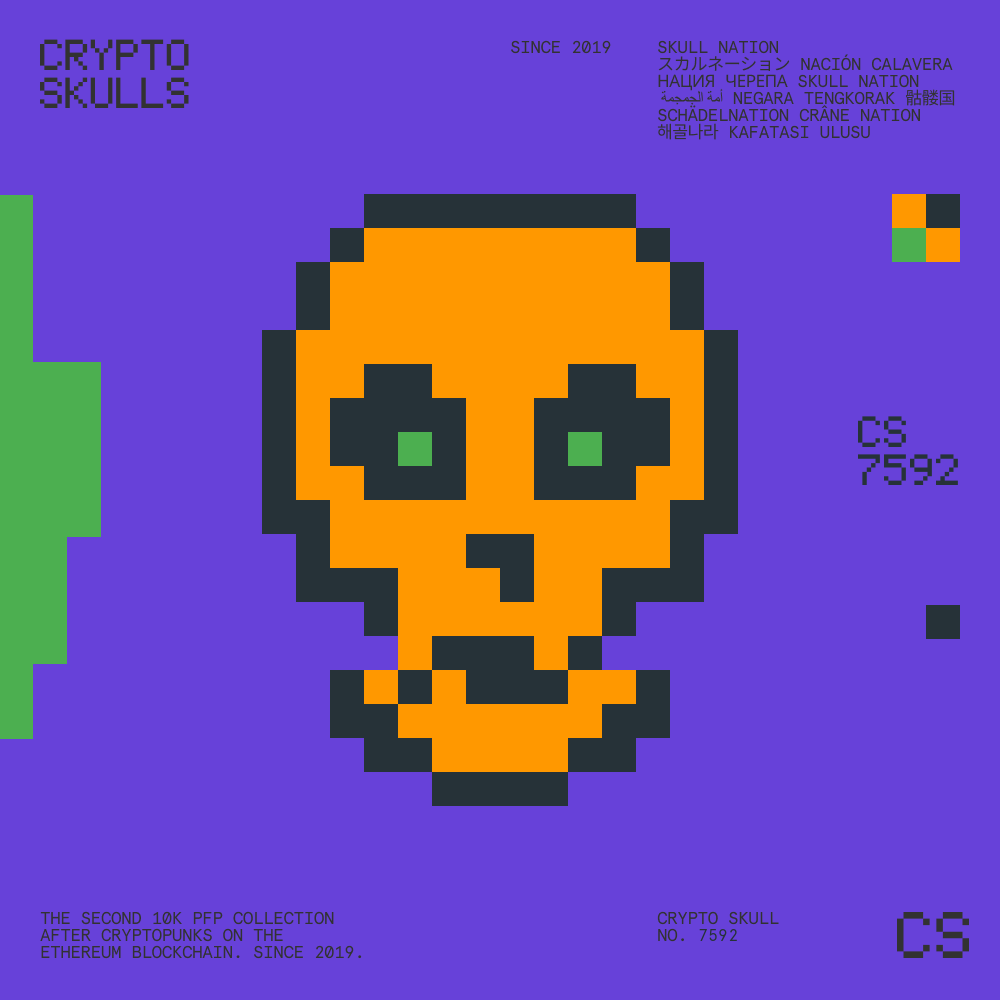 CRYPTO
SKULLS
SINCE 2019
SKULL NATION
スカルネーション NACIÓN CALAVERA
НАЦИЯ ЧЕРЕПА SKULL NATION
أمة الجمجمة NEGARA TENGKORAK 骷髅国
SCHÄDELNATION CRÂNE NATION
해골나라 KAFATASI ULUSU
CS
7592
THE SECOND 10K PFP COLLECTION
AFTER CRYPTOPUNKS ON THE
ETHEREUM BLOCKCHAIN. SINCE 2019.
CRYPTO SKULL
NO. 7592
CS